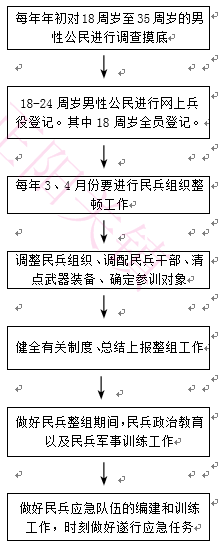 每年年初对18周岁至35周岁的男
性公民进行调查摸底
18-24周岁男性公民进行网上兵
役登记。其中18周岁全员登记。
每年3、4月份要进行民兵组织整
顿工作
调整民兵组织、调配民兵干部、清
点武器装备、确定参训对象
健全有关制度、总结上报整组工作
做好民兵整组期间，民兵政治教育
以及民兵军事训练工作
做好民兵应急队伍的编建和训练
工作，时刻做好遂行应急任务